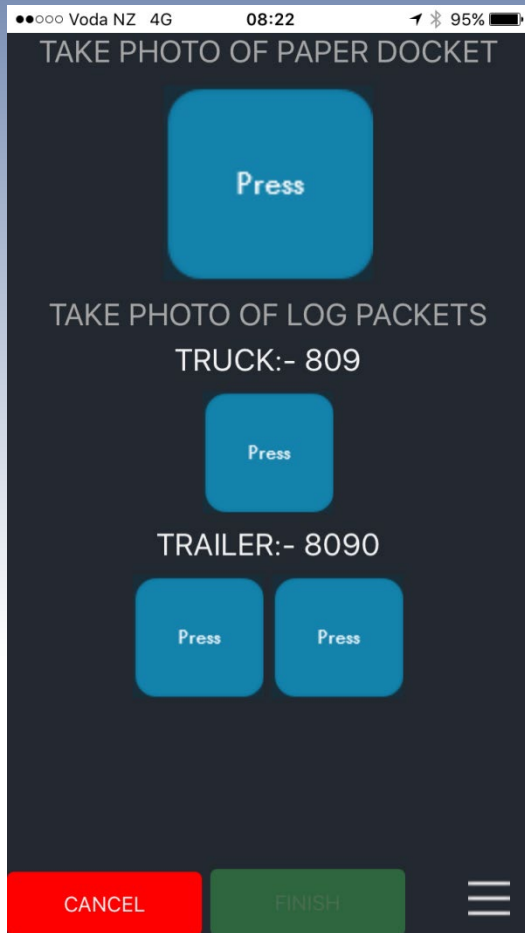 Voda NZ 4G 08:22 95%
TAKE PHOTO OF PAPER DOCKET
Press
TAKE PHOTO OF LOG PACKETS
TRUCK:- 809
Press
TRAILER:- 8090
Press Press
CANCEL FINISH